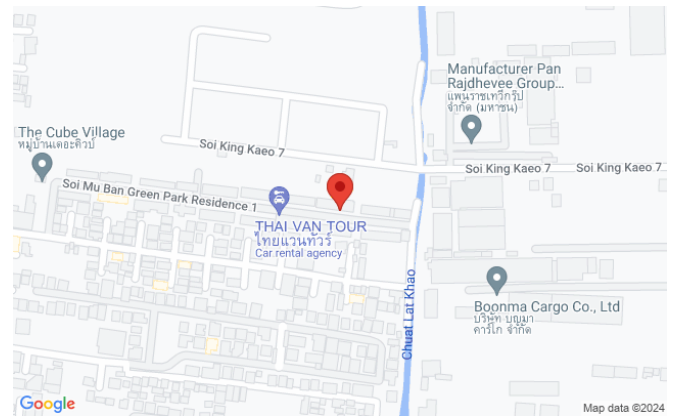 Manufacturer Pan
Rajdhevee Group...
แพนราชเทวีกรุ๊ป
จำกัด (มหาชน)
The Cube Village
หมู่บ้านเดอะคิวบ์
Soi King Kaeo 7
Soi King Kaeo 7
Soi King Kaeo 7
Soi Mu Ban Green Park Residence 1
THAI VAN TOUR
ไทยแวนทัวร์
Car rental agency
Chuat Lat Khao
Boonma Cargo Co., Ltd
บริษัท บุญมา
คาร์โก จำกัด
Google
Map data ©2024